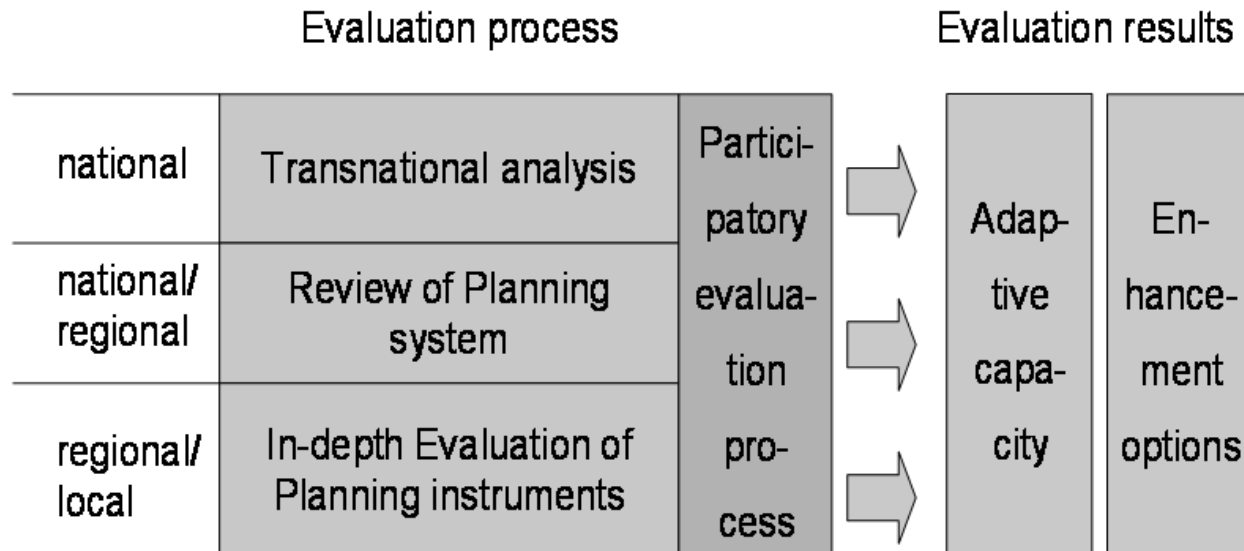 Evaluation process
Evaluation results
national
Transnational analysis
national/
regional
Review of Planning
system
regional/
local
In-depth Evaluation of
Planning instruments
Partici-
patory
evalua-
tion
pro-
cess
Adap-
tive
capa-
city
En-
hance-
ment
options